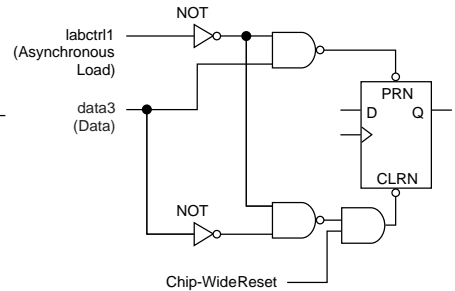 NOT
labctrl1
(Asynchronous
Load)
PRN
data3
(Data)
D Q
CLRN
NOT
Chip-WideReset